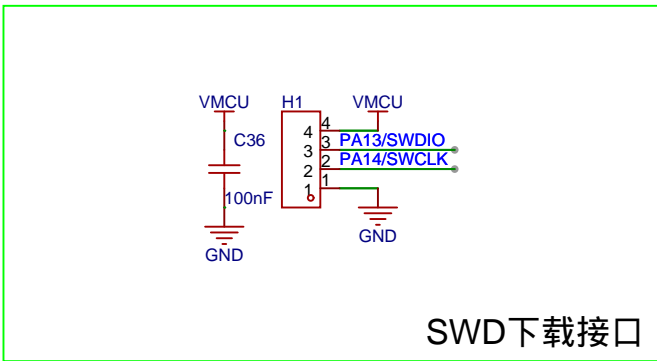 VMCU
H1
VMCU
C36
4
4
3
PA13/SWDIO
3
2
PA14/SWCLK
2
1
1
100nF
GND
GND
SWD下载接口